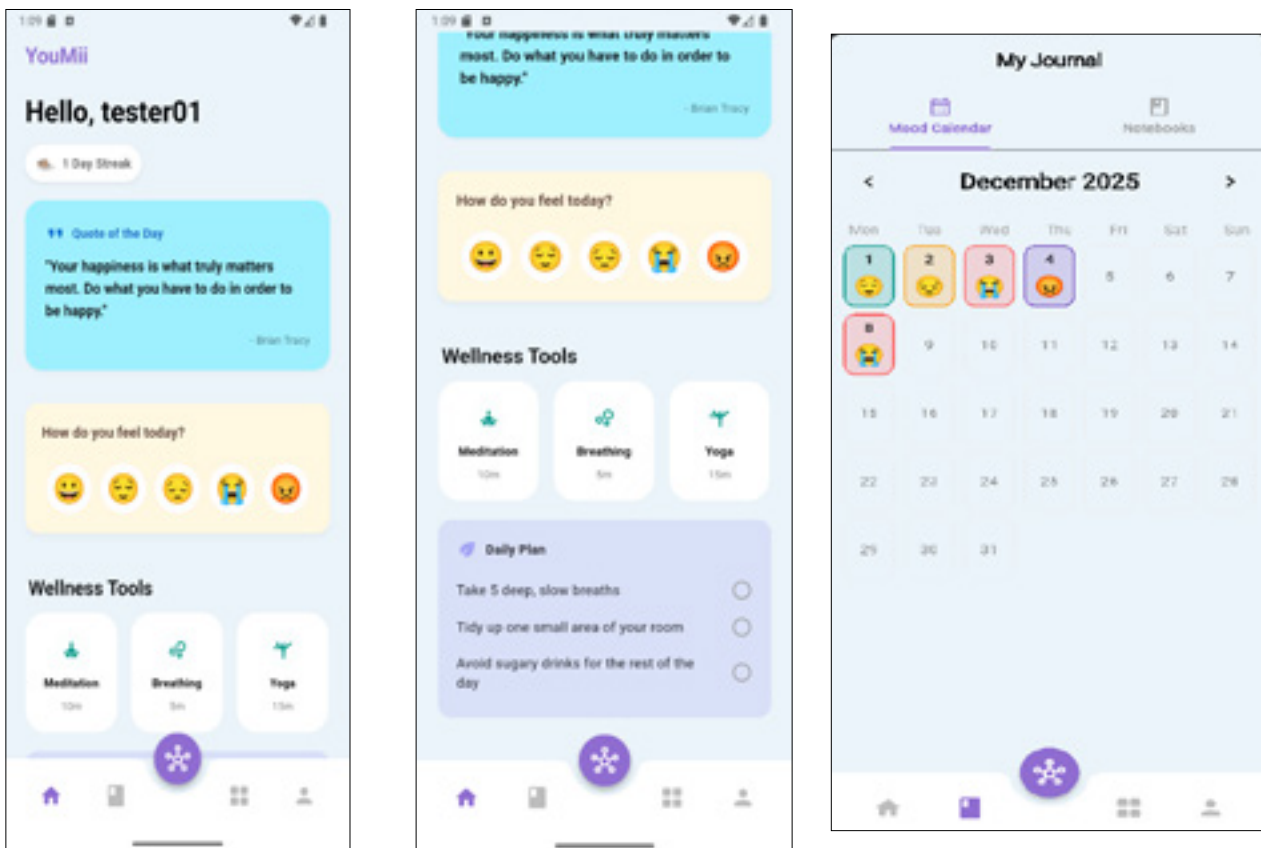 1:09
YouMii
Hello, tester01
1 Day Streak
Quote of the Day
"Your happiness is what truly matters
most. Do what you have to do in order to
be happy."
- Brian Tracy
How do you feel today?
Wellness Tools
Meditation Breathing Yoga
10m 5m 15m
1:09
"Your happiness is what truly matters
most. Do what you have to do in order to
be happy."
- Brian Tracy
How do you feel today?
Wellness Tools
Meditation Breathing Yoga
10m 5m 15m
Daily Plan
Take 5 deep, slow breaths
Tidy up one small area of your room
Avoid sugary drinks for the rest of the
day
My Journal
Mood Calendar Notebooks
< December 2025 >
Mon Tue Wed Thu Fri Sat Sun
1 2 3 4 5 6 7
8 9 10 11 12 13 14
15 16 17 18 19 20 21
22 23 24 25 26 27 28
29 30 31